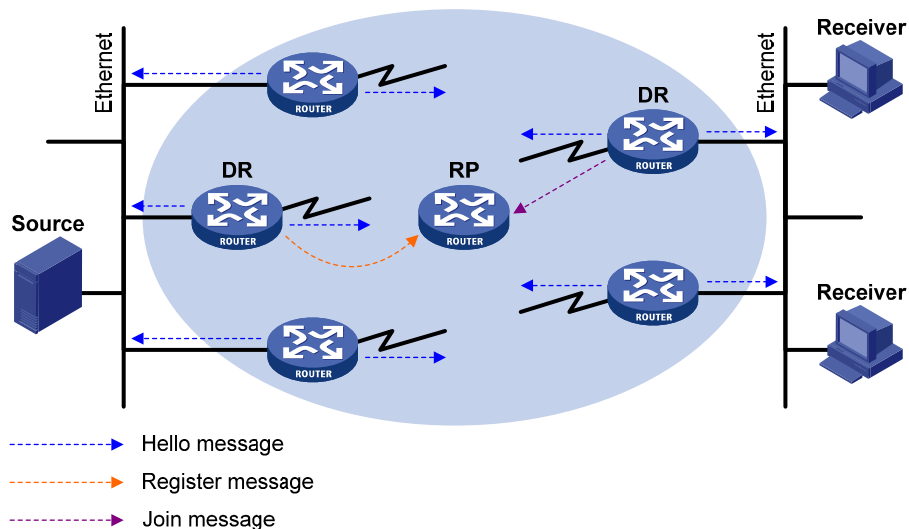 Ethernet
ROUTER
DR
ROUTER
RP
ROUTER
DR
ROUTER
Ethernet
Receiver
Source
ROUTER
ROUTER
Receiver
Hello message
Register message
Join message